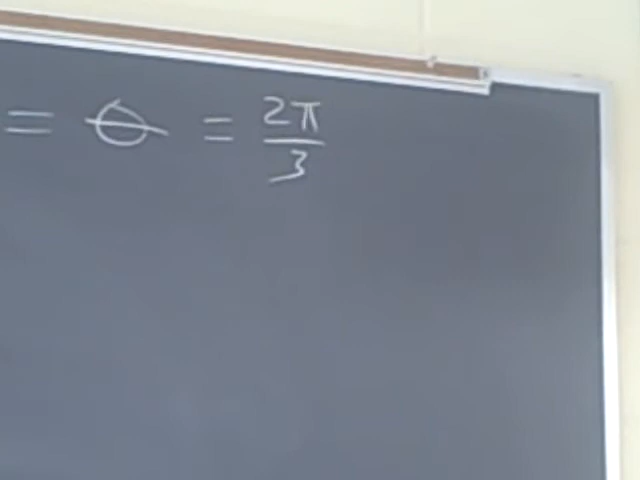 = θ = 2π/3